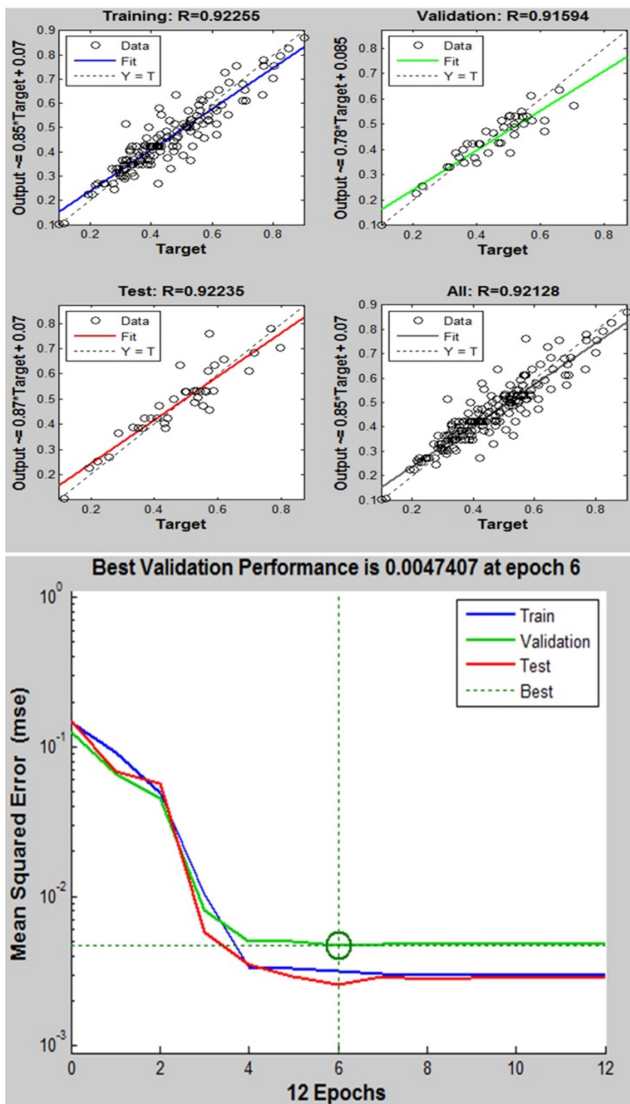 Training: R=0.92255
Output ~= 0.85*Target + 0.07
0.9
0.8
0.7
0.6
0.5
0.4
0.3
0.2
0.1
Data
Fit
Y = T
0.2 0.4 0.6 0.8
Target
Validation: R=0.91594
Output ~= 0.78*Target + 0.085
0.8
0.7
0.6
0.5
0.4
0.3
0.2
0.1
Data
Fit
Y = T
0.2 0.4 0.6 0.8
Target
Test: R=0.92235
Output ~= 0.87*Target + 0.07
0.8
0.7
0.6
0.5
0.4
0.3
0.2
Data
Fit
Y = T
0.2 0.4 0.6 0.8
Target
All: R=0.92128
Output ~= 0.85*Target + 0.07
0.9
0.8
0.7
0.6
0.5
0.4
0.3
0.2
0.1
Data
Fit
Y = T
0.2 0.4 0.6 0.8
Target
Best Validation Performance is 0.0047407 at epoch 6
Mean Squared Error (mse)
10^0
10^-1
10^-2
10^-3
Train
Validation
Test
Best
0 2 4 6 8 10 12
12 Epochs